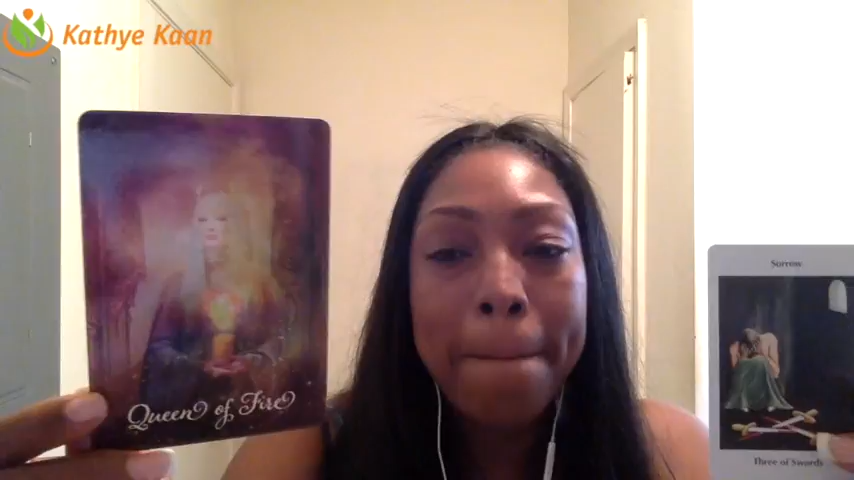 Kathye Kaan
Queen of Fire
Sorrow
Three of Swords